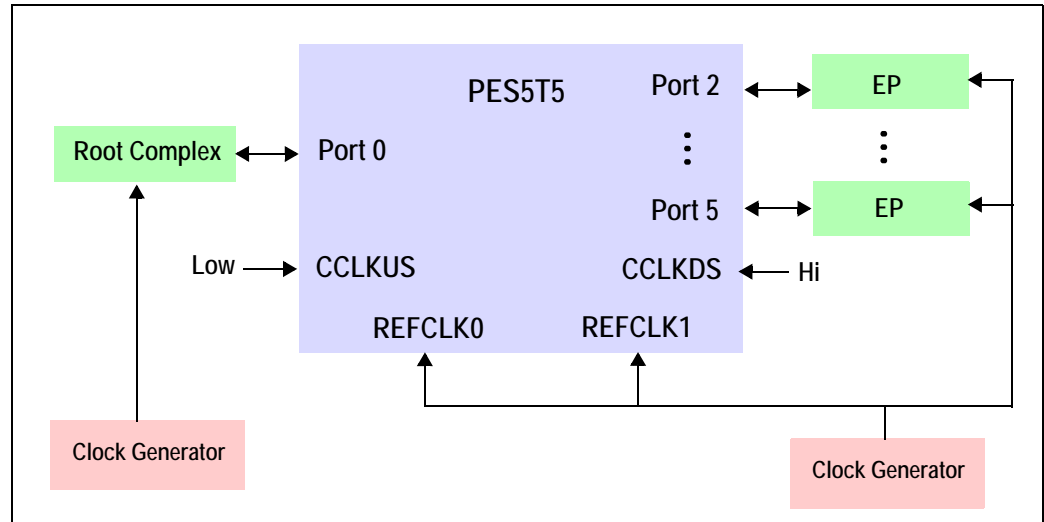 PES5T5
Port 2
EP
Root Complex
Port 0
Port 5
EP
Low
CCLKUS
CCLKDS
Hi
REFCLK0
REFCLK1
Clock Generator
Clock Generator